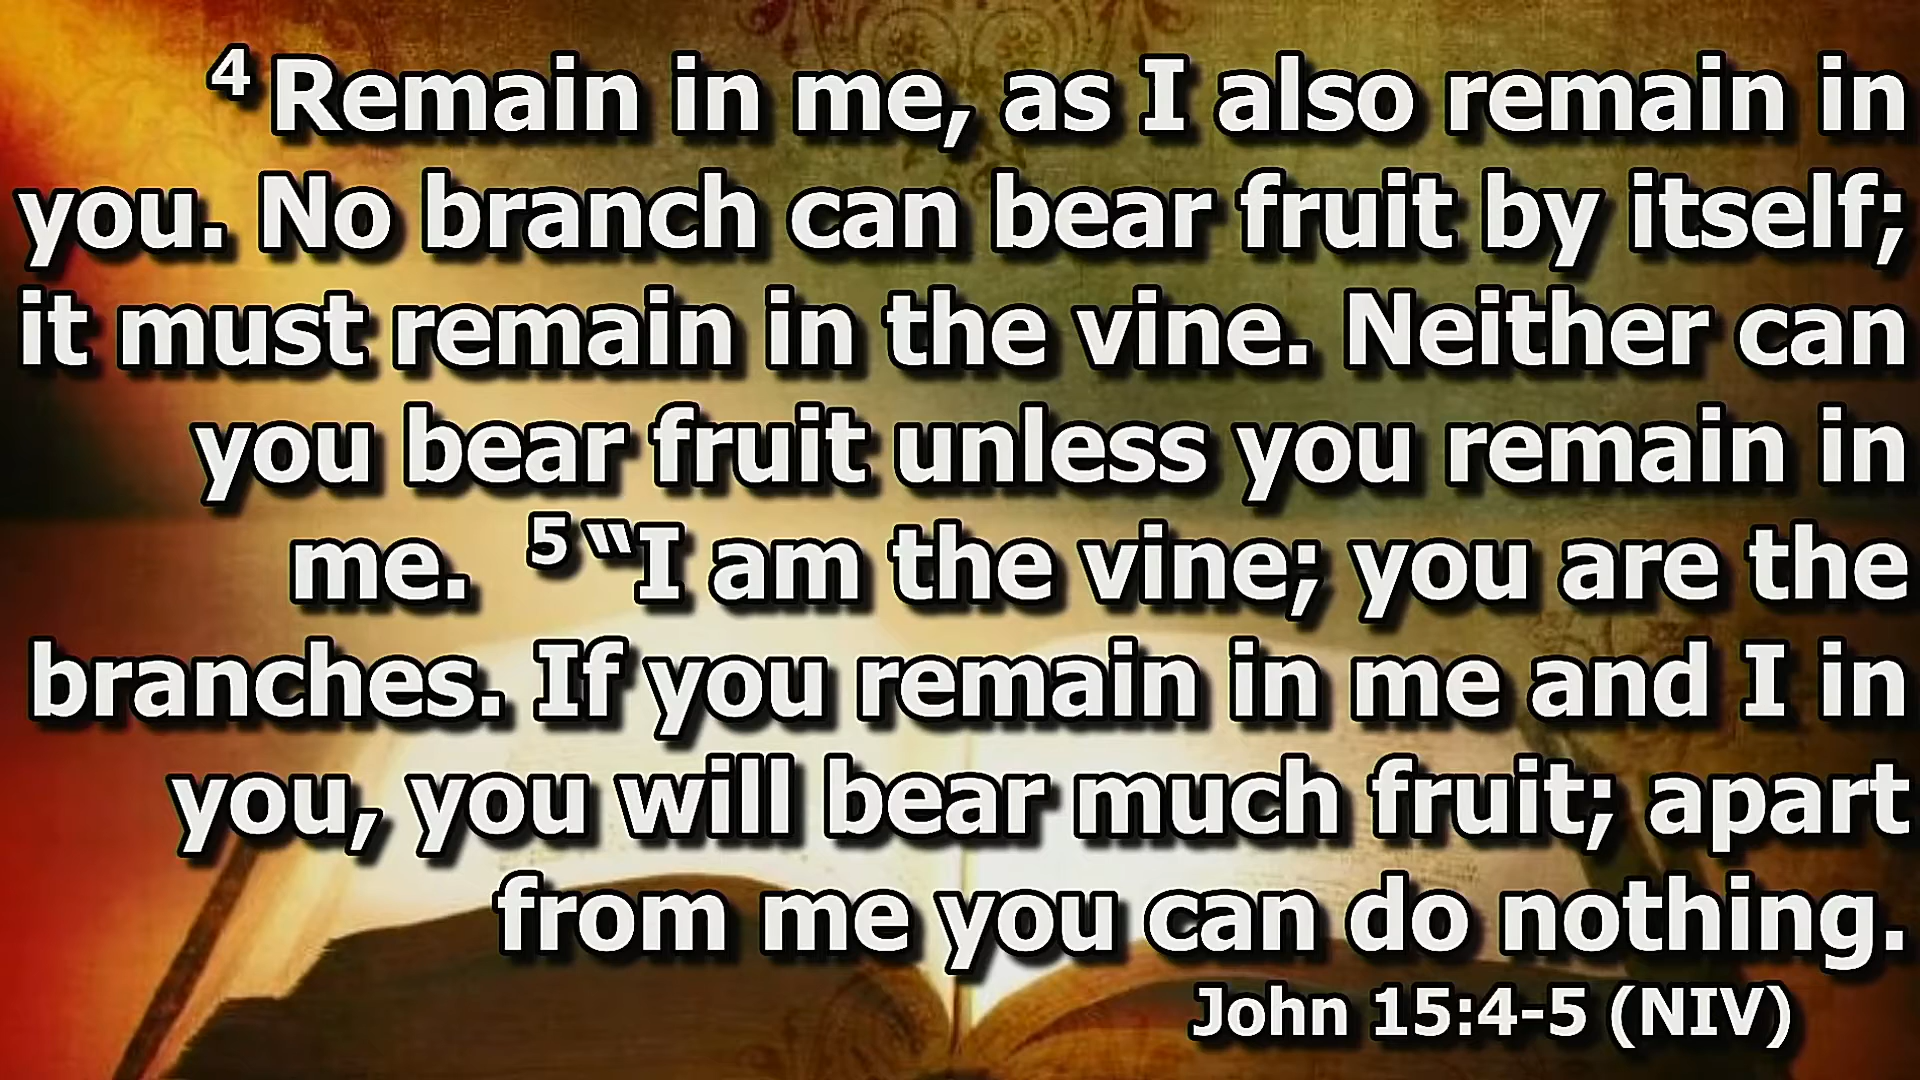 4 Remain in me, as I also remain in
you. No branch can bear fruit by itself;
it must remain in the vine. Neither can
you bear fruit unless you remain in
me. 5 “I am the vine; you are the
branches. If you remain in me and I in
you, you will bear much fruit; apart
from me you can do nothing.
John 15:4-5 (NIV)